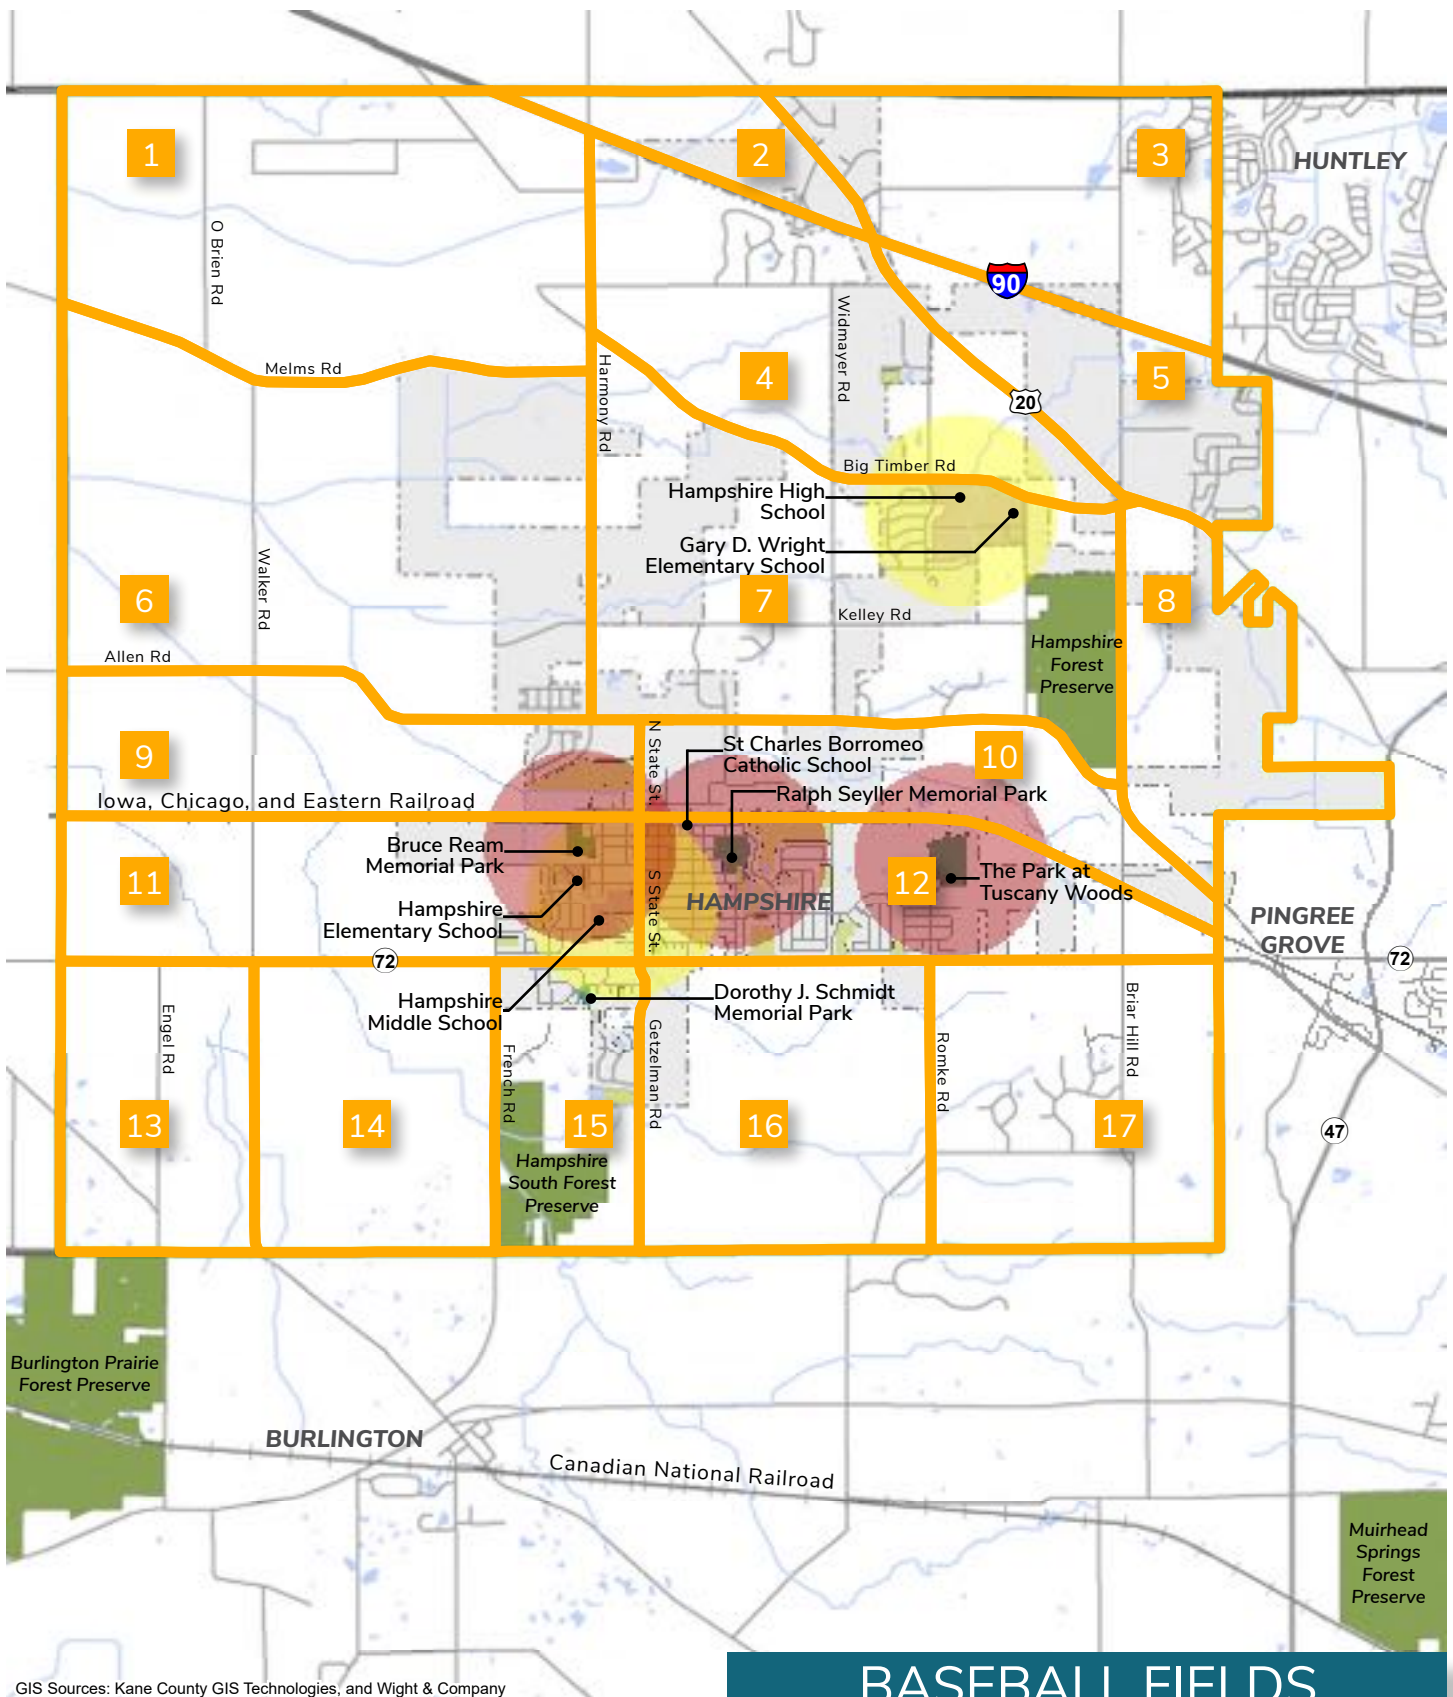 1
2
3
HUNTLEY
O Brien Rd
90
Widmayer Rd
Melms Rd
Harmony Rd
4
5
20
Big Timber Rd
Hampshire High
School
Gary D. Wright
Elementary School
Walker Rd
6
7
8
Kelley Rd
Allen Rd
Hampshire
Forest
Preserve
N State St.
St Charles Borromeo
Catholic School
9
10
Iowa, Chicago, and Eastern Railroad
Ralph Seyller Memorial Park
Bruce Ream
Memorial Park
11
12
The Park at
Tuscany Woods
S State St.
HAMPSHIRE
Hampshire
Elementary School
PINGREE
GROVE
72
72
Hampshire
Middle School
Dorothy J. Schmidt
Memorial Park
Engel Rd
French Rd
Getzelman Rd
Romke Rd
Briar Hill Rd
13
14
15
16
17
47
Hampshire
South Forest
Preserve
Burlington Prairie
Forest Preserve
BURLINGTON
Canadian National Railroad
Muirhead
Springs
Forest
Preserve
GIS Sources: Kane County GIS Technologies, and Wight & Company
BASEBALL FIELDS